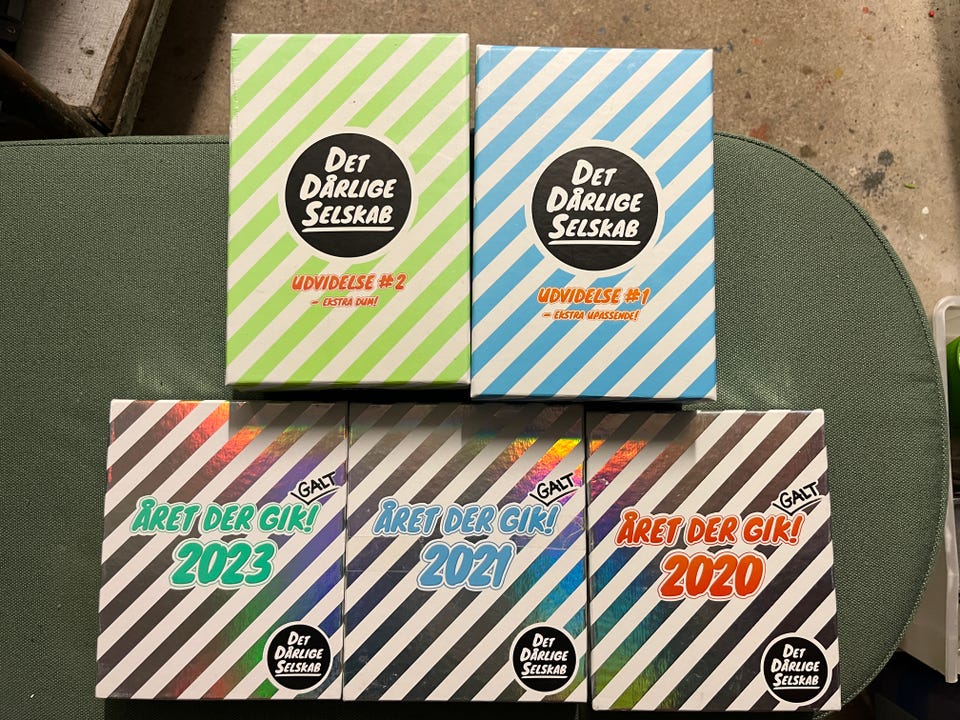 DET
DÅRLIGE
SELSKAB
UDVIDELSE #2
- EKSTRA DUM!
DET
DÅRLIGE
SELSKAB
UDVIDELSE #1
- EKSTRA UPASSENDE!
GALT
ÅRET DER GIK!
2023
DET
DÅRLIGE
SELSKAB
GALT
ÅRET DER GIK!
2021
DET
DÅRLIGE
SELSKAB
GALT
ÅRET DER GIK!
2020
DET
DÅRLIGE
SELSKAB